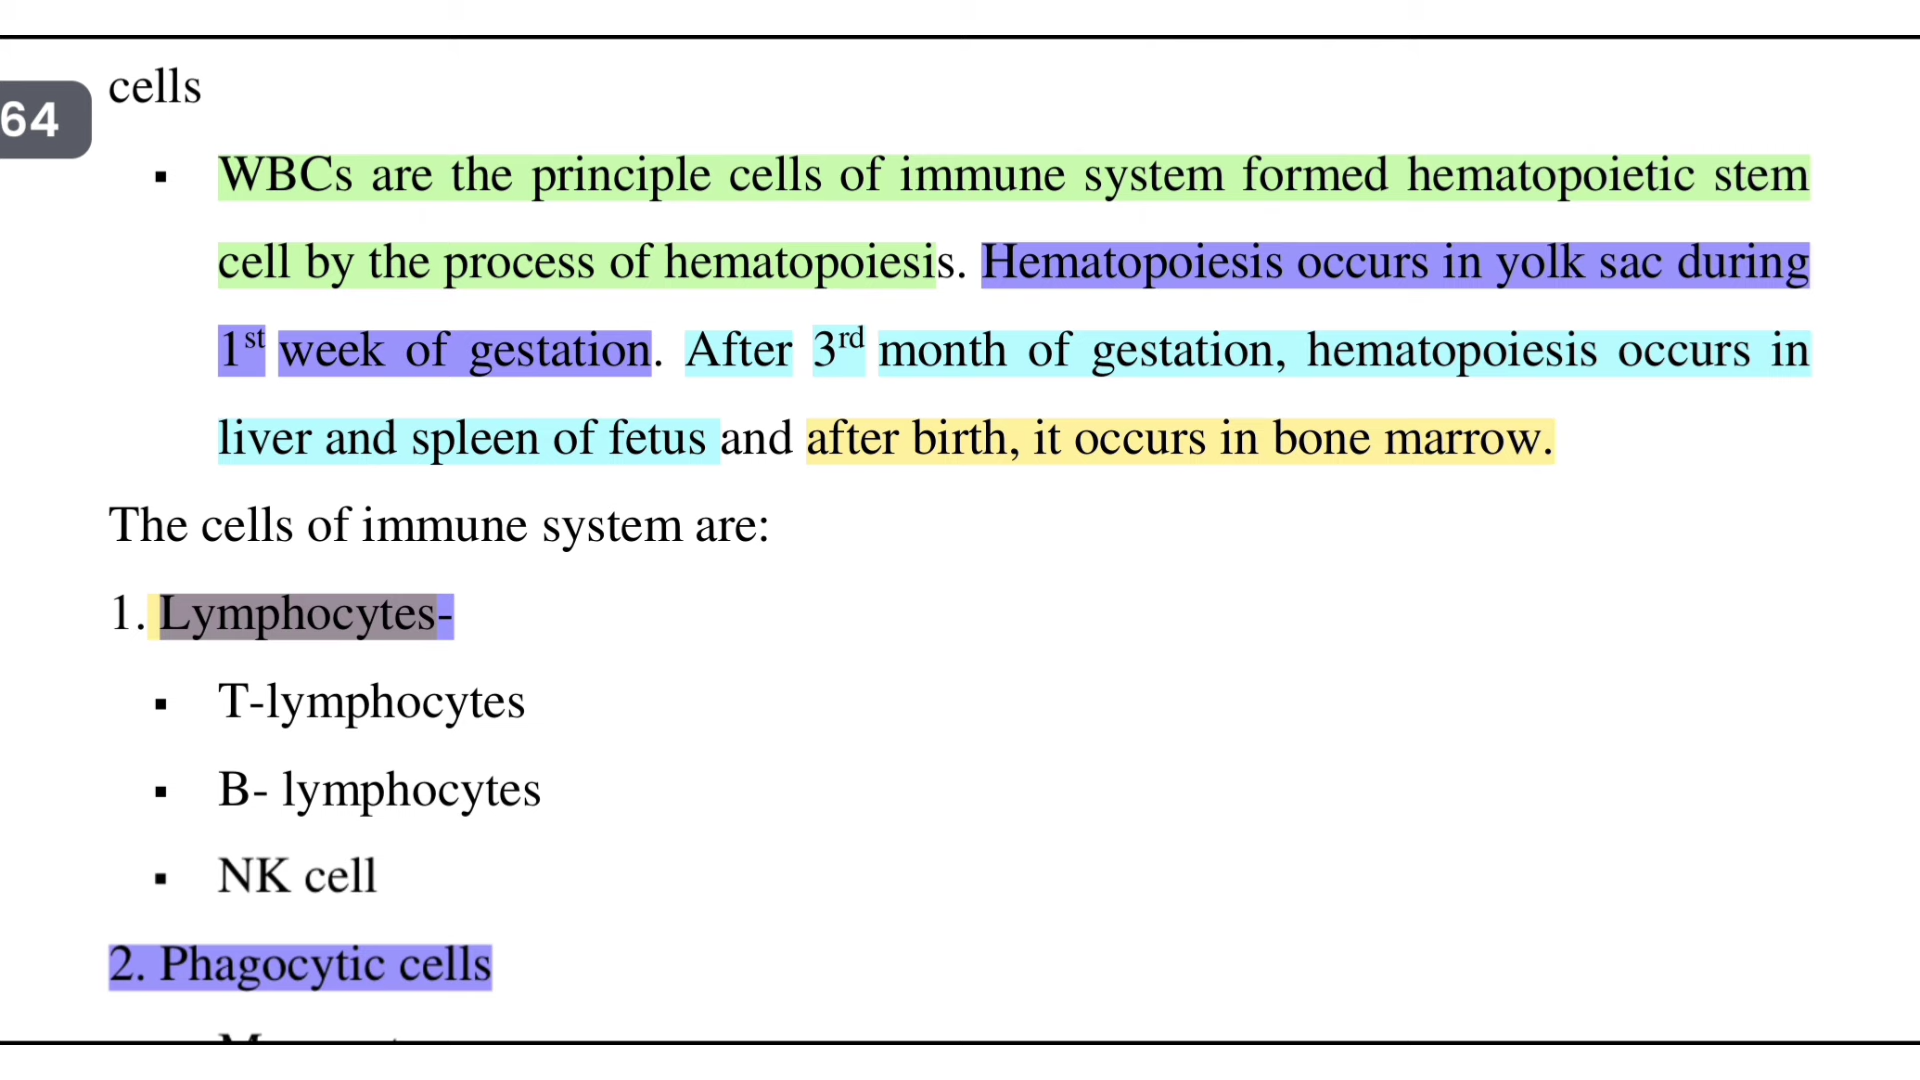 cells
64
▪ WBCs are the principle cells of immune system formed hematopoietic stem
cell by the process of hematopoiesis. Hematopoiesis occurs in yolk sac during
1st week of gestation. After 3rd month of gestation, hematopoiesis occurs in
liver and spleen of fetus and after birth, it occurs in bone marrow.
The cells of immune system are:
1. Lymphocytes-
▪ T-lymphocytes
▪ B- lymphocytes
▪ NK cell
2. Phagocytic cells